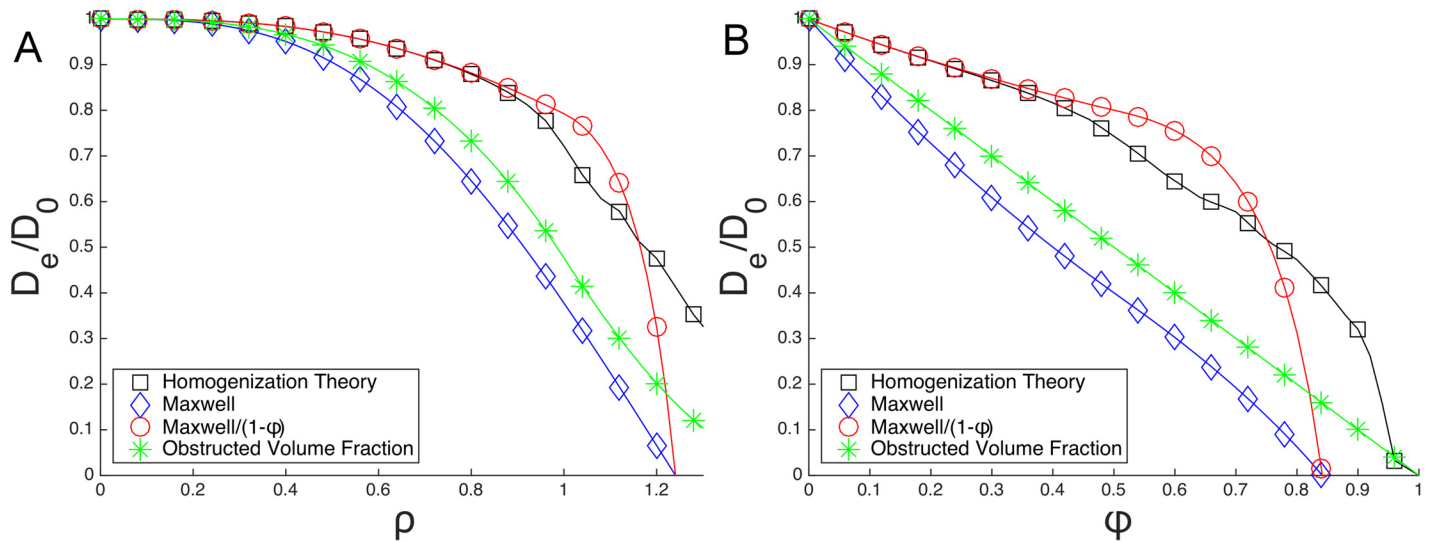 A
1
0.9
0.8
0.7
0.6
0.5
0.4
0.3
0.2
0.1
0
De/D0
Homogenization Theory
Maxwell
Maxwell/(1-φ)
Obstructed Volume Fraction
0
0.2
0.4
0.6
0.8
1
1.2
ρ
B
1
0.9
0.8
0.7
0.6
0.5
0.4
0.3
0.2
0.1
0
De/D0
Homogenization Theory
Maxwell
Maxwell/(1-φ)
Obstructed Volume Fraction
0
0.1
0.2
0.3
0.4
0.5
0.6
0.7
0.8
0.9
1
φ